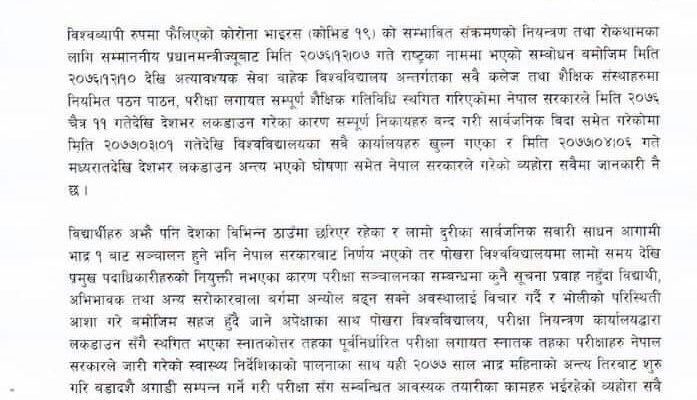 विश्वव्यापी रुपमा फैलिएको कोरोना भाइरस (कोभिड १९) को सम्भावित संक्रमणको नियन्त्रण तथा रोकथामका
लागि सम्माननीय प्रधानमन्त्रीज्यूबाट मिति २०७६।१२।०७ गते राष्ट्रका नाममा भएको सम्बोधन बमोजिम मिति
२०७६।१२।१० देखि अत्यावश्यक सेवा बाहेक विश्वविद्यालय अन्तर्गतका सबै कलेज तथा शैक्षिक संस्थाहरुमा
नियमित पठन पाठन, परीक्षा लगायत सम्पूर्ण शैक्षिक गतिविधि स्थगित गरिएकोमा नेपाल सरकारले मिति २०७६
चैत्र ११ गतेदेखि देशभर लकडाउन गरेका कारण सम्पूर्ण निकायहरु बन्द गरी सार्वजनिक बिदा समेत गरेकोमा
मिति २०७७।०३।०१ गतेदेखि विश्वविद्यालयका सबै कार्यालयहरु खुल्न गएका र मिति २०७७।०४।०६ गते
मध्यरातदेखि देशभर लकडाउन अन्त्य भएको घोषणा समेत नेपाल सरकारले गरेको व्यहोरा सबैमा जानकारी नै
छ ।
विद्यार्थीहरु अझै पनि देशका बिभिन्न ठाउँमा छरिएर रहेका र लामो दुरीका सार्वजनिक सवारी साधन आगामी
भाद्र १ बाट सञ्चालन हुने भनि नेपाल सरकारबाट निर्णय भएको तर पोखरा विश्वविद्यालयमा लामो समय देखि
प्रमुख पदाधिकारीहरुको नियुक्ती नभएका कारण परीक्षा सञ्चालनका सम्बन्धमा कुनै सूचना प्रवाह नहुँदा विद्यार्थी,
अभिभावक तथा अन्य सरोकारवाला बर्गमा अन्योल बढ्न सक्ने अवस्थालाई बिचार गर्दै र भोलीको परिस्थिती
आशा गरे बमोजिम सहज हुँदै जाने अपेक्षाका साथ पोखरा विश्वविद्यालय, परीक्षा नियन्त्रण कार्यालयद्वारा
लकडाउन सँगै स्थगित भएका स्नातकोत्तर तहका पूर्वनिर्धारित परीक्षा लगायत स्नातक तहका परीक्षाहरु नेपाल
सरकारले जारी गरेको स्वास्थ्य निर्देशिकाको पालनाका साथ यही २०७७ साल भाद्र महिनाको अन्त्य तिरबाट शुरु
गरि बडादशै अगाडी सम्पन्न गर्ने गरी परीक्षा संग सम्बन्धित आवस्यक तयारीका कामहरु भईरहेको व्यहोरा सबै